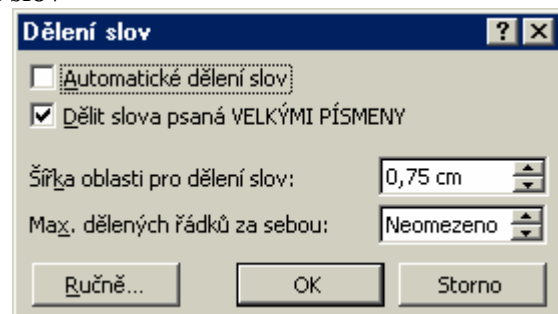 Dělení slov
Automatické dělení slov
Dělit slova psaná VELKÝMI PÍSMENY
Šířka oblasti pro dělení slov: 0,75 cm
Max. dělených řádků za sebou: Neomezeno
Ručně... OK Storno